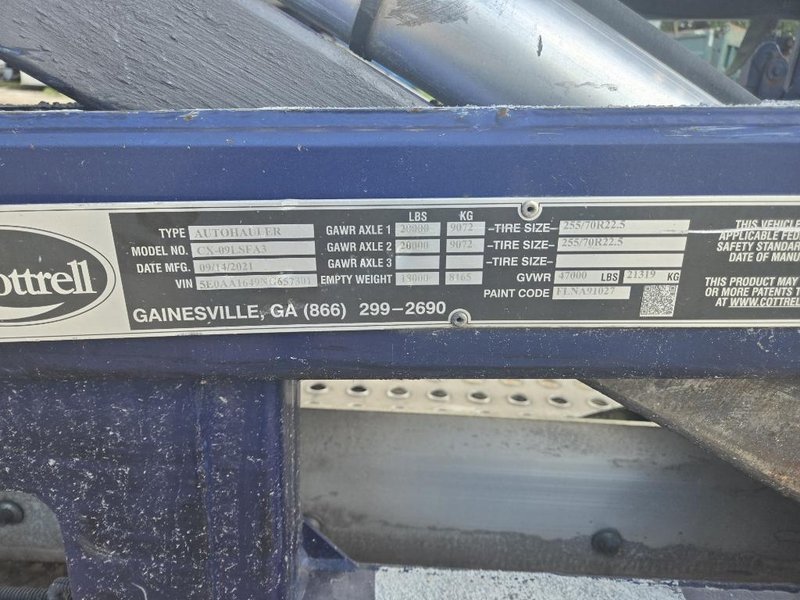 ottrell
TYPE AUTOHAULER
MODEL NO. CX-09LSFA3
DATE MFG. 09/14/2021
VIN 5E0AA1649NG657301
LBS KG
GAWR AXLE 1 20000 9072 –TIRE SIZE– 255/70R22.5
GAWR AXLE 2 20000 9072 –TIRE SIZE– 255/70R22.5
GAWR AXLE 3 –TIRE SIZE–
EMPTY WEIGHT 18000 8165 GVWR 47000 LBS 21319 KG
PAINT CODE FLNA91027
GAINESVILLE, GA (866) 299-2690
THIS VEHICLE
APPLICABLE FED
SAFETY STANDAR
DATE OF MANU
THIS PRODUCT MAY
OR MORE PATENTS T
AT WWW.COTTREL